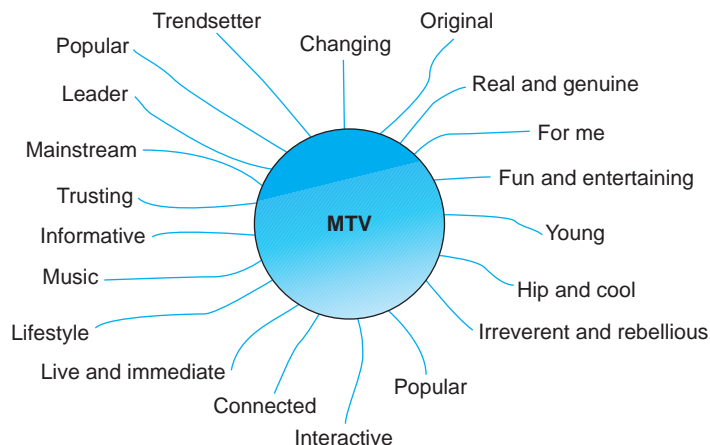 Trendsetter
Changing
Original
Popular
Real and genuine
Leader
For me
Mainstream
Fun and entertaining
Trusting
MTV
Informative
Young
Music
Hip and cool
Lifestyle
Irreverent and rebellious
Live and immediate
Popular
Connected
Interactive